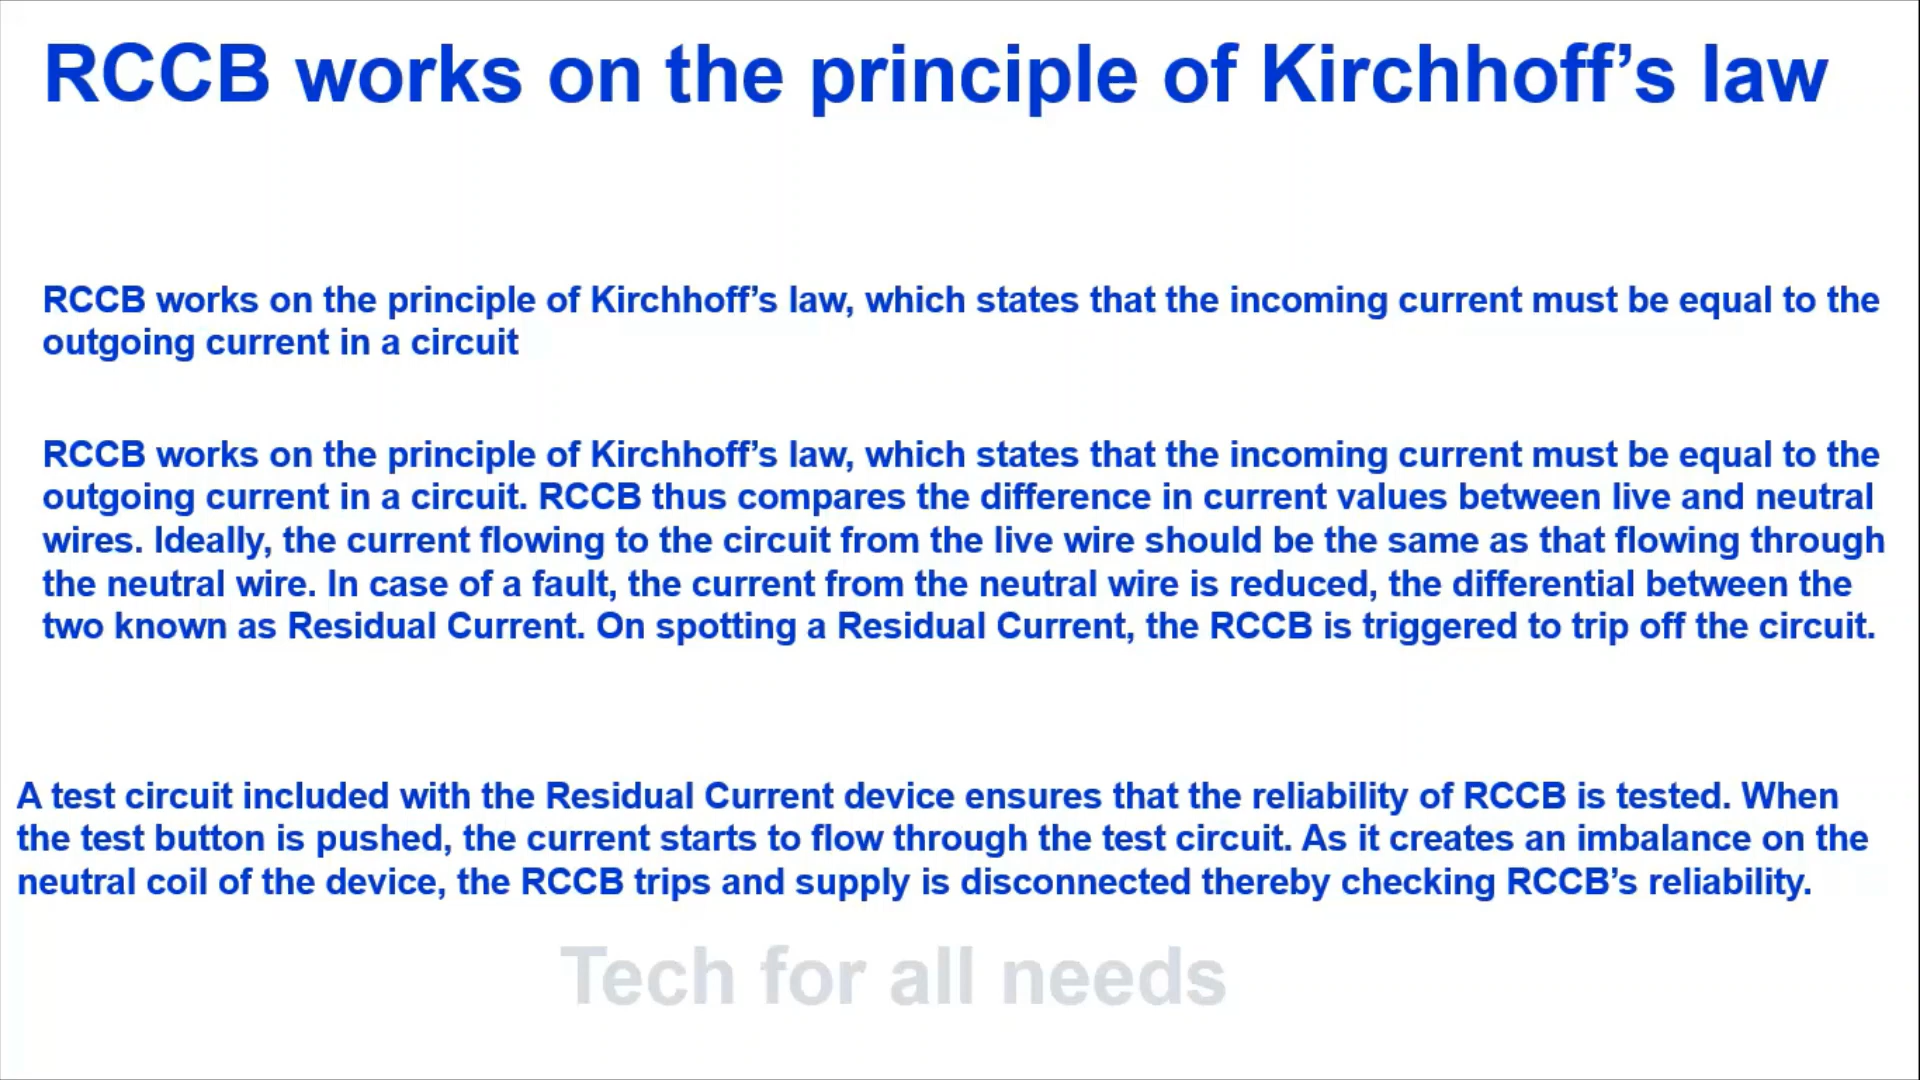 RCCB works on the principle of Kirchhoff’s law
RCCB works on the principle of Kirchhoff’s law, which states that the incoming current must be equal to the
outgoing current in a circuit
RCCB works on the principle of Kirchhoff’s law, which states that the incoming current must be equal to the
outgoing current in a circuit. RCCB thus compares the difference in current values between live and neutral
wires. Ideally, the current flowing to the circuit from the live wire should be the same as that flowing through
the neutral wire. In case of a fault, the current from the neutral wire is reduced, the differential between the
two known as Residual Current. On spotting a Residual Current, the RCCB is triggered to trip off the circuit.
A test circuit included with the Residual Current device ensures that the reliability of RCCB is tested. When
the test button is pushed, the current starts to flow through the test circuit. As it creates an imbalance on the
neutral coil of the device, the RCCB trips and supply is disconnected thereby checking RCCB’s reliability.
Tech for all needs